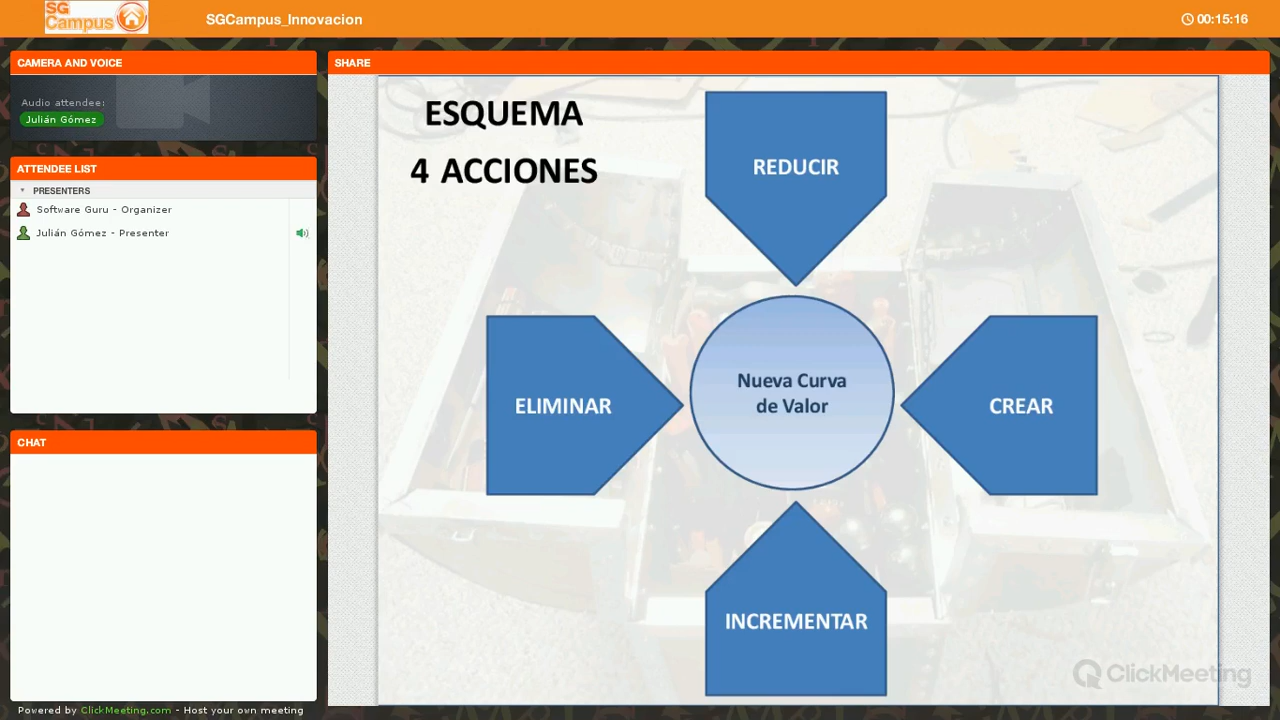 SG
Campus
SGCampus_Innovacion
00:15:16
CAMERA AND VOICE
Audio attendee:
Julián Gómez
ATTENDEE LIST
PRESENTERS
Software Guru - Organizer
Julián Gómez - Presenter
CHAT
Powered by ClickMeeting.com - Host your own meeting
SHARE
ESQUEMA
4 ACCIONES
REDUCIR
ELIMINAR
Nueva Curva
de Valor
CREAR
INCREMENTAR
ClickMeeting